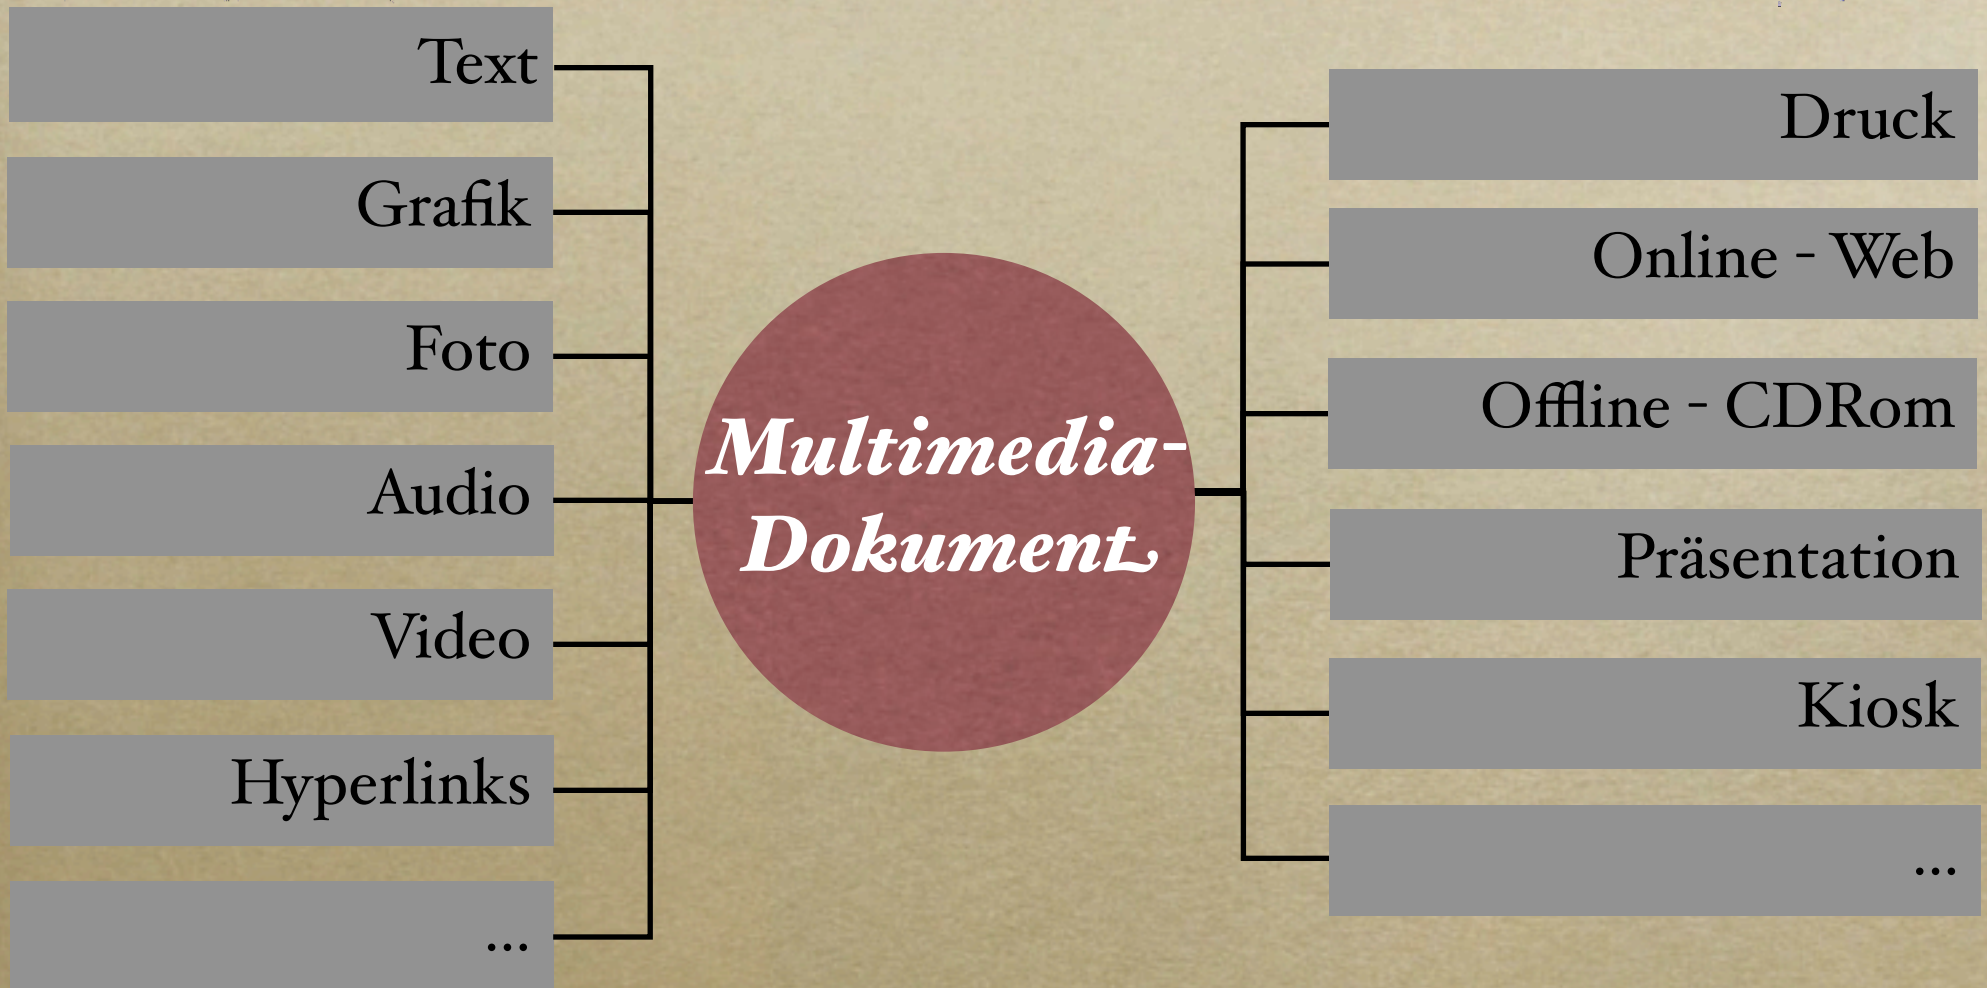 Text
Grafik
Foto
Audio
Video
Hyperlinks
...
Multimedia-
Dokument
Druck
Online - Web
Offline - CDRom
Präsentation
Kiosk
...